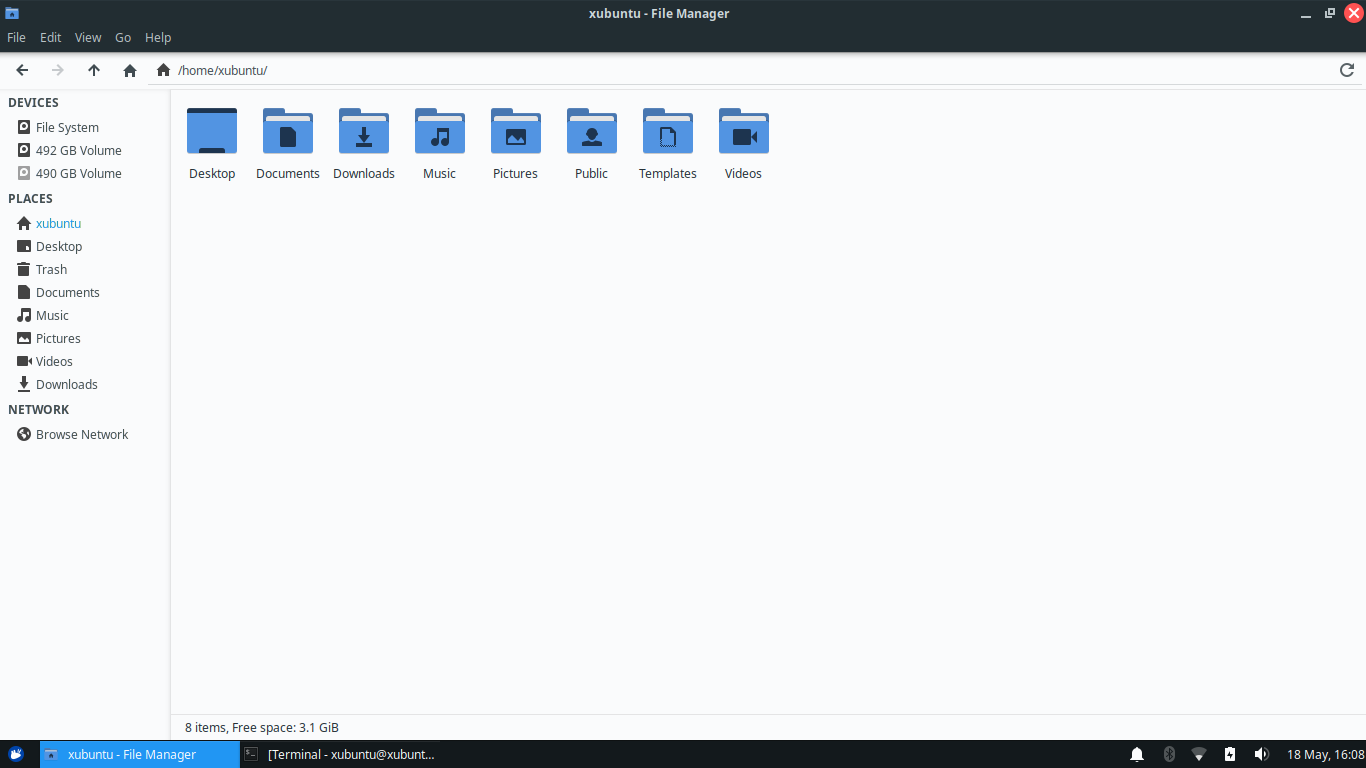 xubuntu - File Manager
File Edit View Go Help
/home/xubuntu/
DEVICES
File System
492 GB Volume
490 GB Volume
PLACES
xubuntu
Desktop
Trash
Documents
Music
Pictures
Videos
Downloads
NETWORK
Browse Network
Desktop Documents Downloads Music Pictures Public Templates Videos
8 items, Free space: 3.1 GiB
xubuntu - File Manager [Terminal - xubuntu@xubunt... 18 May, 16:08